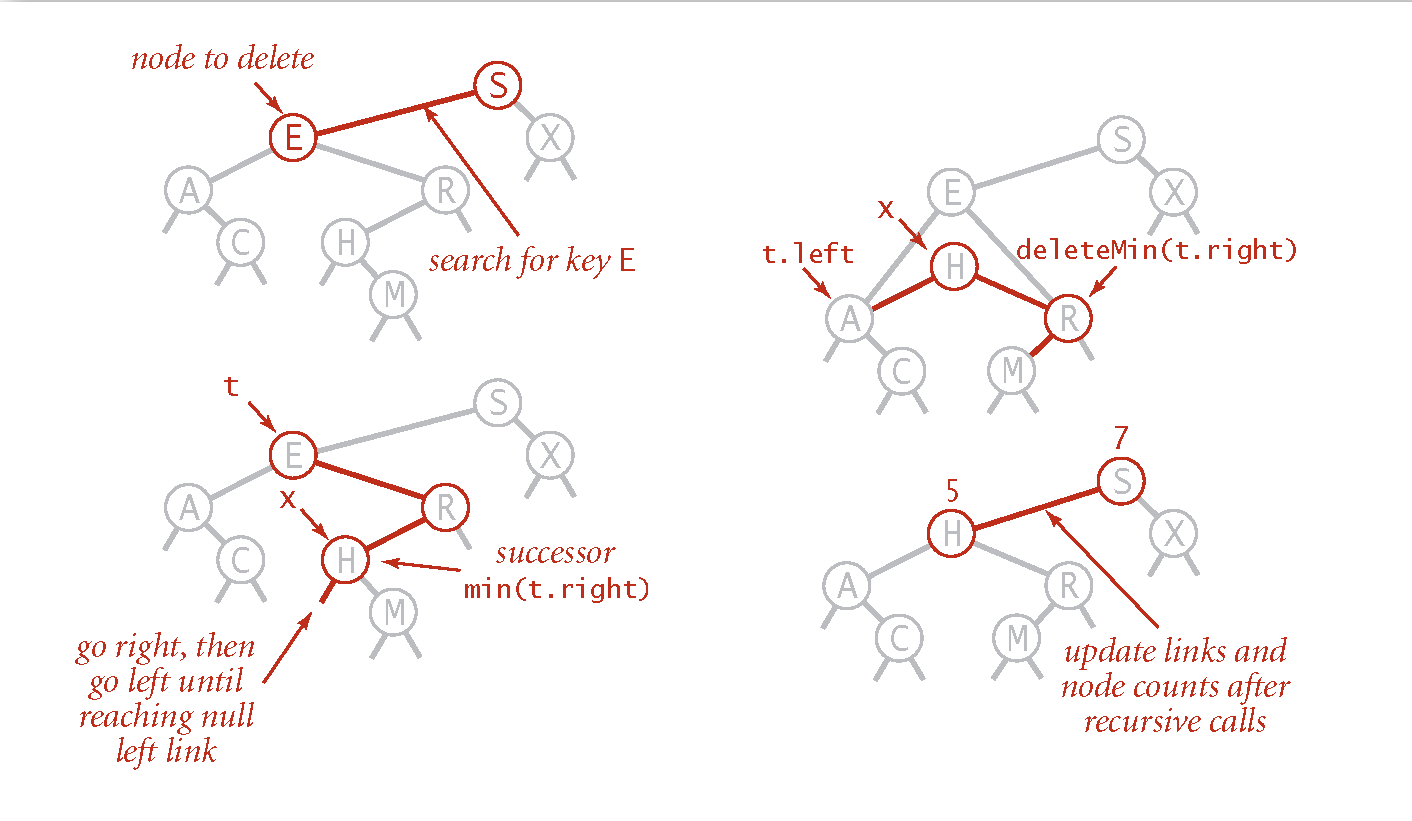 node to delete
S
E
X
A
R
C
H
search for key E
M
t
S
E
X
x
A
R
C
H
successor
min(t.right)
M
go right, then
go left until
reaching null
left link
S
E
X
x
t.left
H
deleteMin(t.right)
A
R
C
M
7
5
S
H
X
A
R
C
M
update links and
node counts after
recursive calls